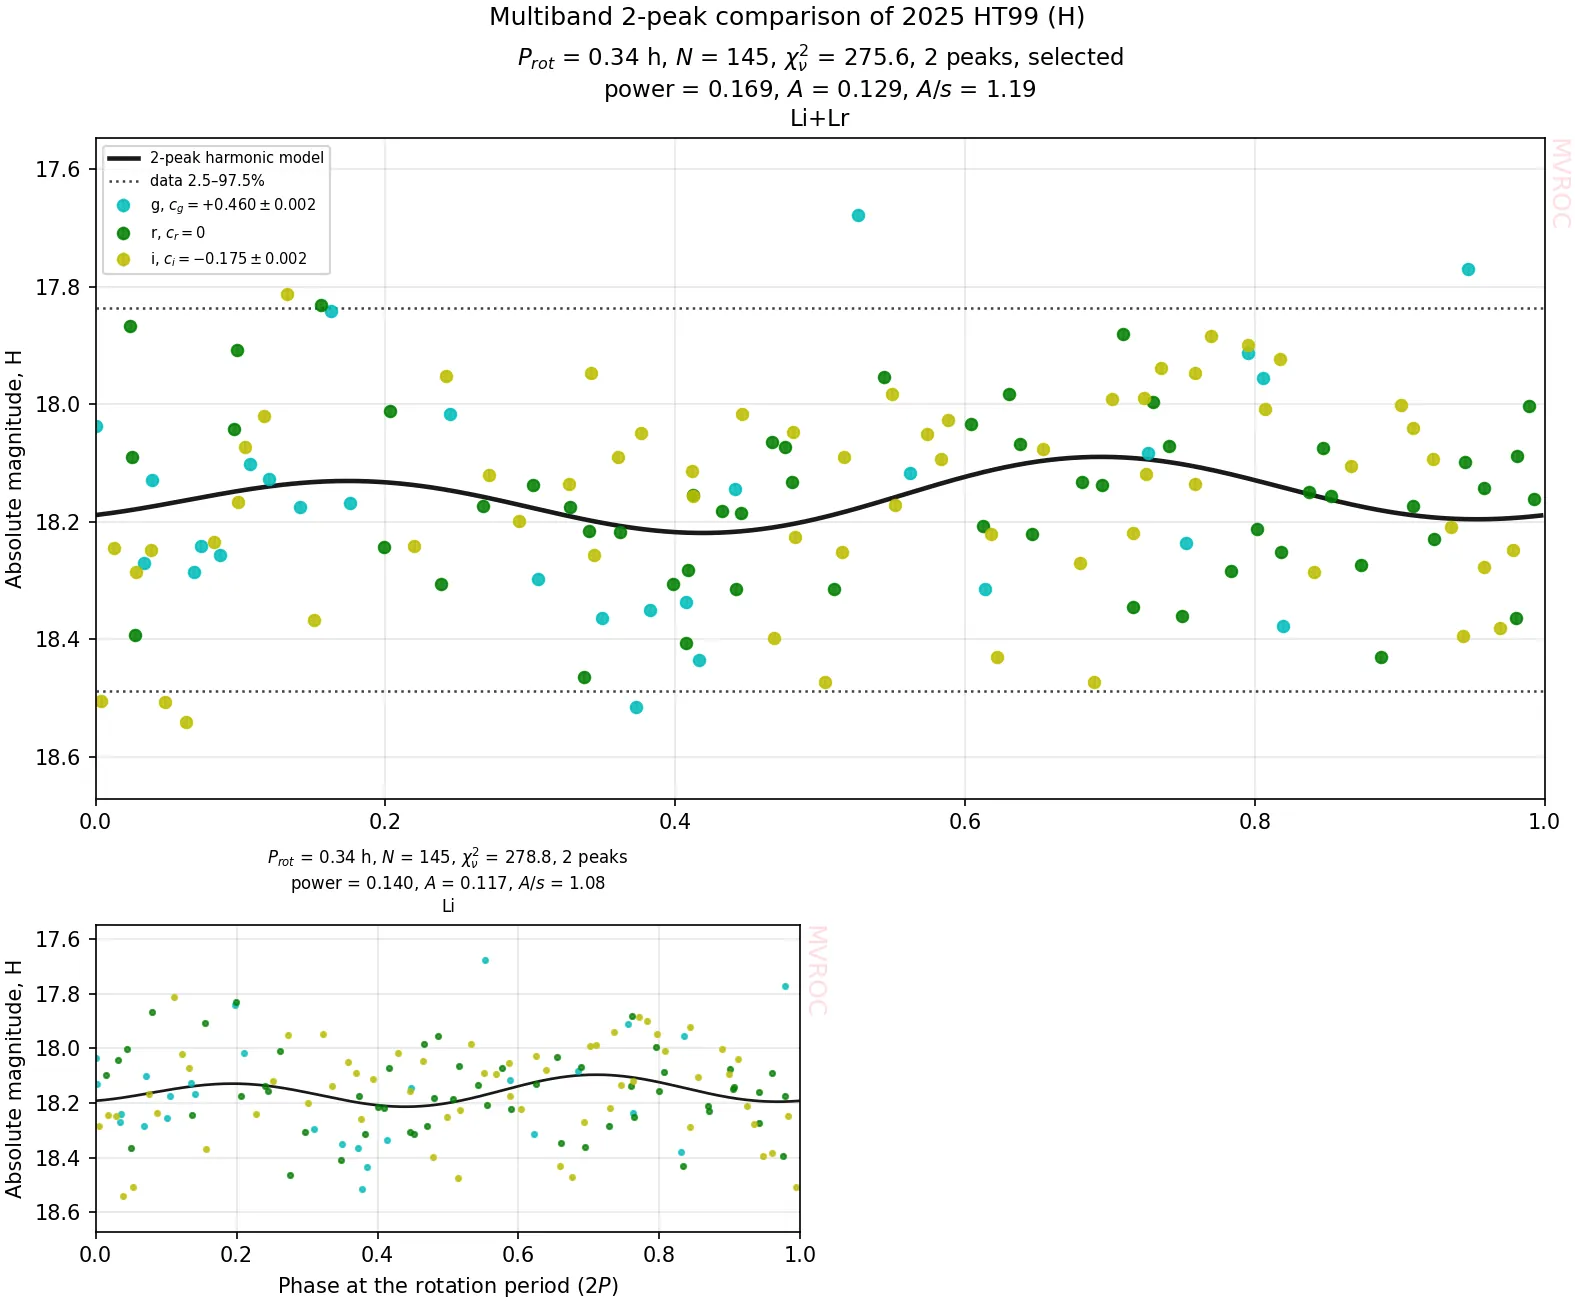 Multiband 2-peak comparison of 2025 HT99 (H)
P_rot = 0.34 h, N = 145, χ²_ν = 275.6, 2 peaks, selected
power = 0.169, A = 0.129, A/s = 1.19
Li+Lr
2-peak harmonic model
data 2.5–97.5%
g, c_g = +0.460 ± 0.002
r, c_r = 0
i, c_i = −0.175 ± 0.002
Absolute magnitude, H
17.6
17.8
18.0
18.2
18.4
18.6
0.0 0.2 0.4 0.6 0.8 1.0
MVROC
P_rot = 0.34 h, N = 145, χ²_ν = 278.8, 2 peaks
power = 0.140, A = 0.117, A/s = 1.08
Li
Absolute magnitude, H
17.6
17.8
18.0
18.2
18.4
18.6
0.0 0.2 0.4 0.6 0.8 1.0
Phase at the rotation period (2P)
MVROC